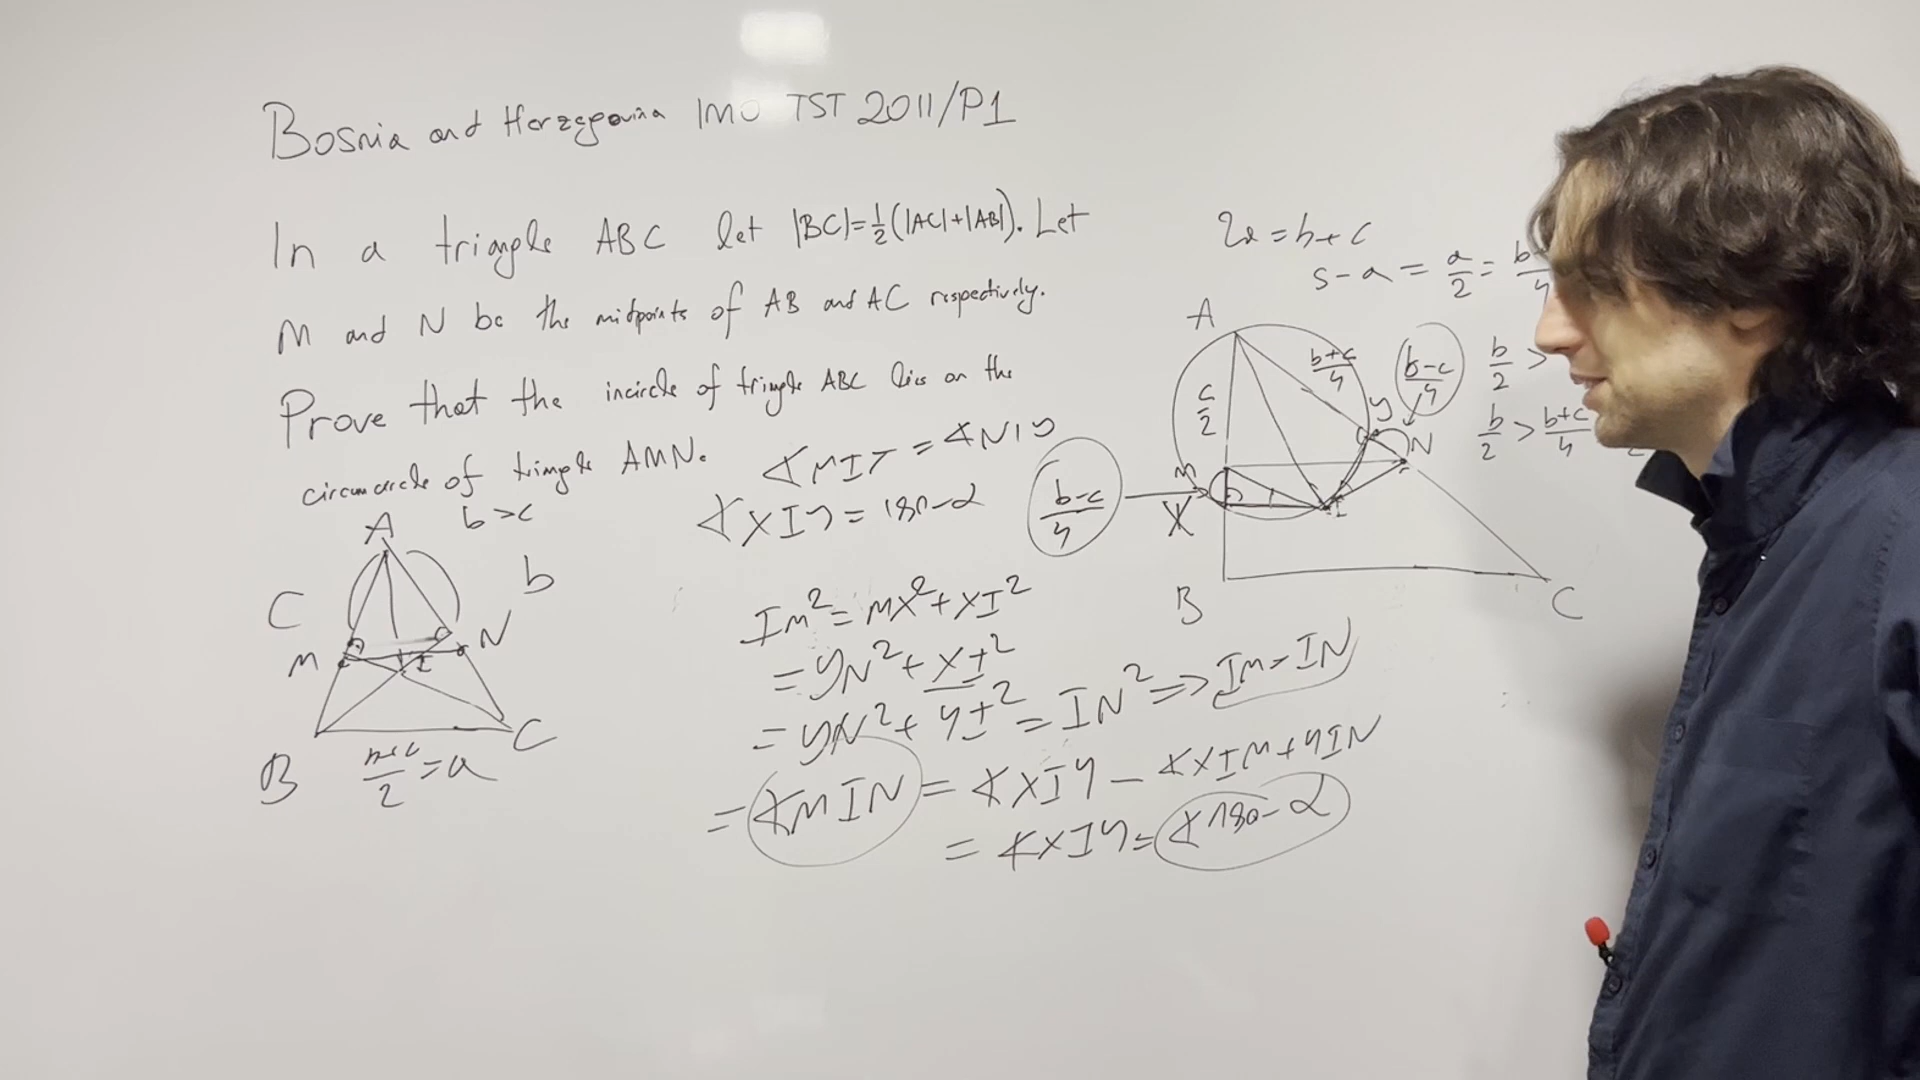 Bosnia and Herzegovina IMO TST 2011/P1
In a triangle ABC let |BC|=½(|AC|+|AB|). Let
M and N be the midpoints of AB and AC respectively.
Prove that the incircle of triangle ABC lies on the
circumcircle of triangle AMN.
b>c
A
C
b
M
I
N
B
C
b+c/2 = a
∢XIY = 180-α
IM² = MX² + XI²
= YN² + XI²
= YN² + YI² = IN² => IM = IN
= ∢MIN = ∢XIY - ∢XIM + YIN
= ∢XIY = ∢180-α
2a = b+c
s-a = a/2 =
A
b+c/4
b-c/4
c/2
Y
N
M
X
I
b-c/4
B
C
b/2 >
b/2 > b+c/4